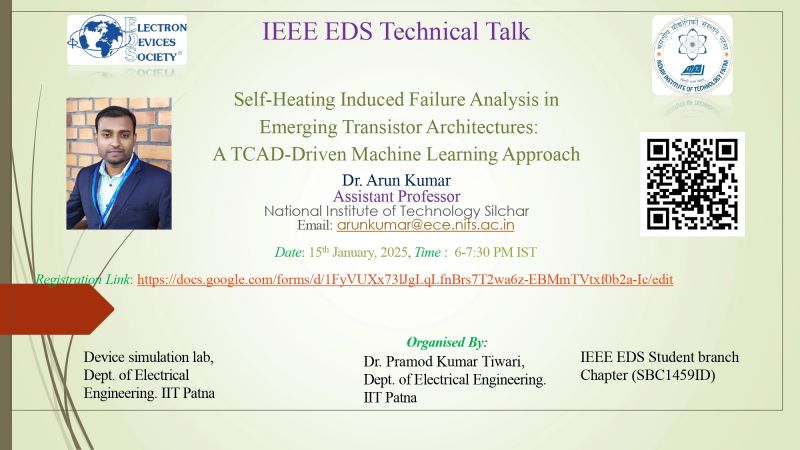 ELECTRON
DEVICES
SOCIETY®
EDS
IEEE EDS Technical Talk
Self-Heating Induced Failure Analysis in
Emerging Transistor Architectures:
A TCAD-Driven Machine Learning Approach
Dr. Arun Kumar
Assistant Professor
National Institute of Technology Silchar
Email: arunkumar@ece.nits.ac.in
Date: 15th January, 2025, Time : 6-7:30 PM IST
Registration Link: https://docs.google.com/forms/d/1FyVUXx73lJgLqLfnBrs7T2wa6z-EBMmTVtxf0b2a-Ic/edit
Organised By:
Device simulation lab,
Dept. of Electrical
Engineering. IIT Patna
Dr. Pramod Kumar Tiwari,
Dept. of Electrical Engineering.
IIT Patna
IEEE EDS Student branch
Chapter (SBC1459ID)